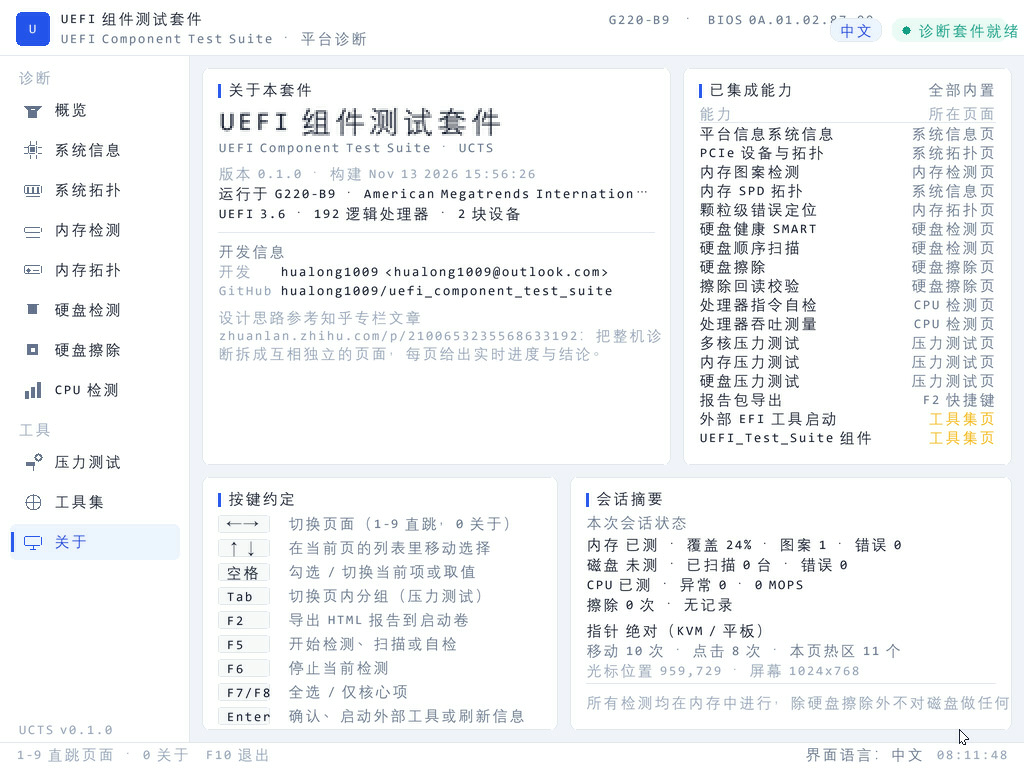 U
UEFI 组件测试套件
UEFI Component Test Suite · 平台诊断
G220-B9 · BIOS 0A.01.02.
中文
诊断套件就绪
诊断
概览
系统信息
系统拓扑
内存检测
内存拓扑
硬盘检测
硬盘擦除
CPU 检测
工具
压力测试
工具集
关于
UCTS v0.1.0
关于本套件
UEFI 组件测试套件
UEFI Component Test Suite · UCTS
版本 0.1.0 · 构建 Nov 13 2026 15:56:26
运行于 G220-B9 · American Megatrends Internation…
UEFI 3.6 · 192 逻辑处理器 · 2 块设备
开发信息
开发 hualong1009 <hualong1009@outlook.com>
GitHub hualong1009/uefi_component_test_suite
设计思路参考知乎专栏文章
zhuanlan.zhihu.com/p/2100653235568633192: 把整机诊
断拆成互相独立的页面, 每页给出实时进度与结论。
已集成能力 全部内置
能力 所在页面
平台信息系统信息 系统信息页
PCIe 设备与拓扑 系统拓扑页
内存图案检测 内存检测页
内存 SPD 拓扑 系统信息页
颗粒级错误定位 内存拓扑页
硬盘健康 SMART 硬盘检测页
硬盘顺序扫描 硬盘检测页
硬盘擦除 硬盘擦除页
擦除回读校验 硬盘擦除页
处理器指令自检 CPU 检测页
处理器吞吐测量 CPU 检测页
多核压力测试 压力测试页
内存压力测试 压力测试页
硬盘压力测试 压力测试页
报告包导出 F2 快捷键
外部 EFI 工具启动 工具集页
UEFI_Test_Suite 组件 工具集页
按键约定
←→ 切换页面（1-9 直跳, 0 关于）
↑↓ 在当前页的列表里移动选择
空格 勾选 / 切换当前项或取值
Tab 切换页内分组（压力测试）
F2 导出 HTML 报告到启动卷
F5 开始检测、扫描或自检
F6 停止当前检测
F7/F8 全选 / 仅核心项
Enter 确认、启动外部工具或刷新信息
会话摘要
本次会话状态
内存 已测 · 覆盖 24% · 图案 1 · 错误 0
磁盘 未测 · 已扫描 0 台 · 错误 0
CPU 已测 · 异常 0 · 0 MOPS
擦除 0 次 · 无记录
指针 绝对（KVM / 平板）
移动 10 次 · 点击 8 次 · 本页热区 11 个
光标位置 959,729 · 屏幕 1024x768
所有检测均在内存中进行, 除硬盘擦除外不对磁盘做任何
1-9 直跳页面 · 0 关于 F10 退出
界面语言: 中文 08:11:48